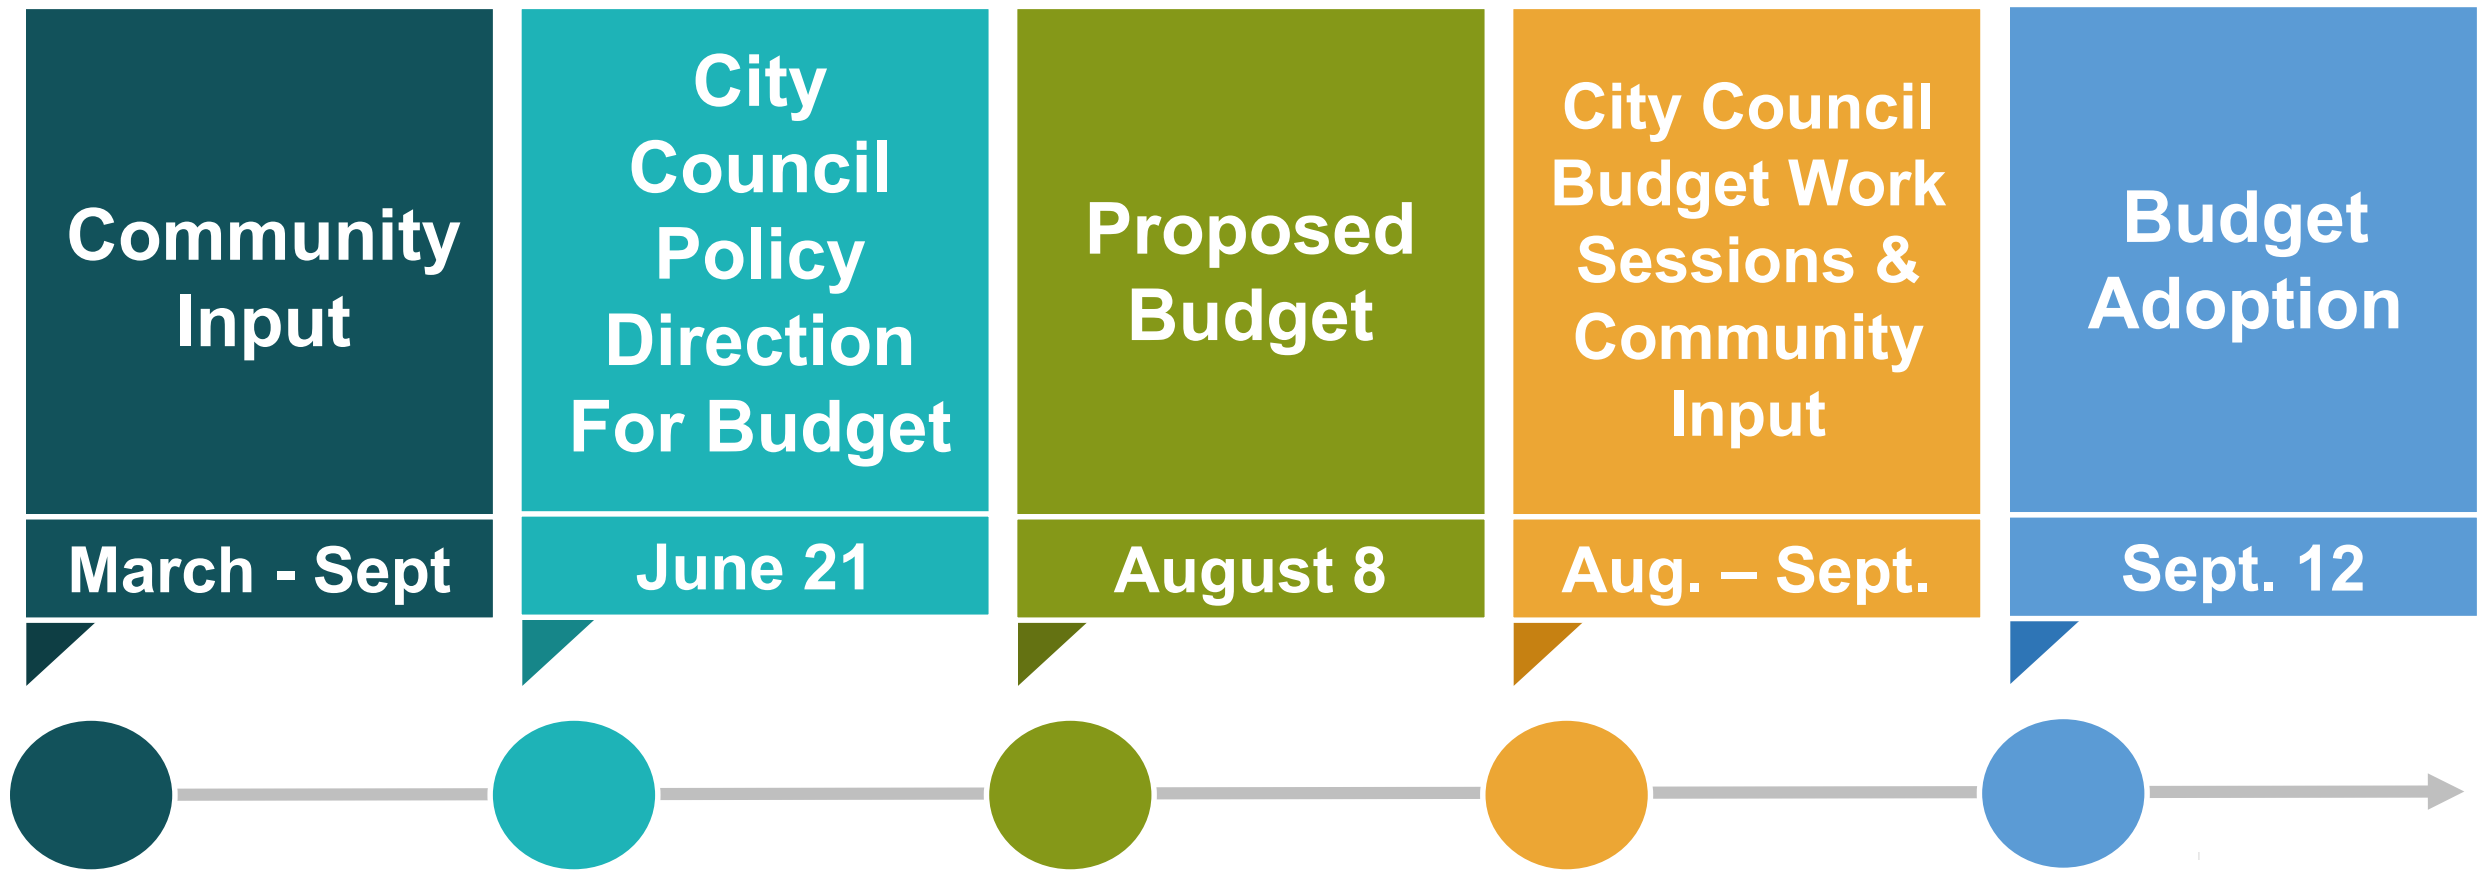 Community
Input
March - Sept
City
Council
Policy
Direction
For Budget
June 21
Proposed
Budget
August 8
City Council
Budget Work
Sessions &
Community
Input
Aug. – Sept.
Budget
Adoption
Sept. 12